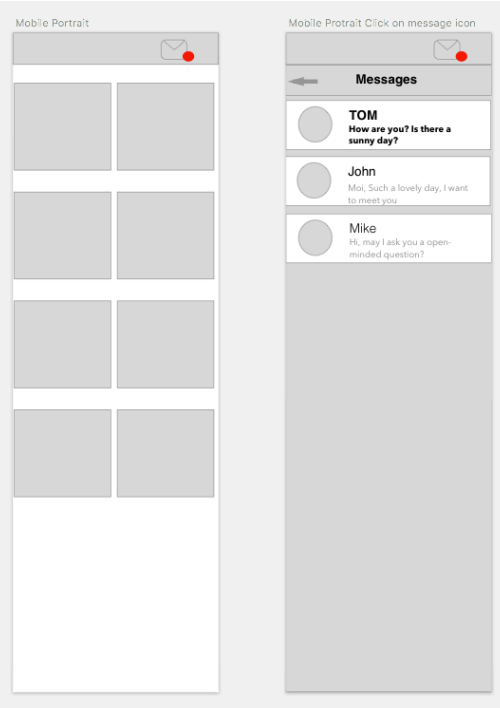 Mobile Portrait
Mobile Protrait Click on message icon
Messages
TOM
How are you? Is there a
sunny day?
John
Moi, Such a lovely day, I want
to meet you
Mike
Hi, may I ask you a open-
minded question?